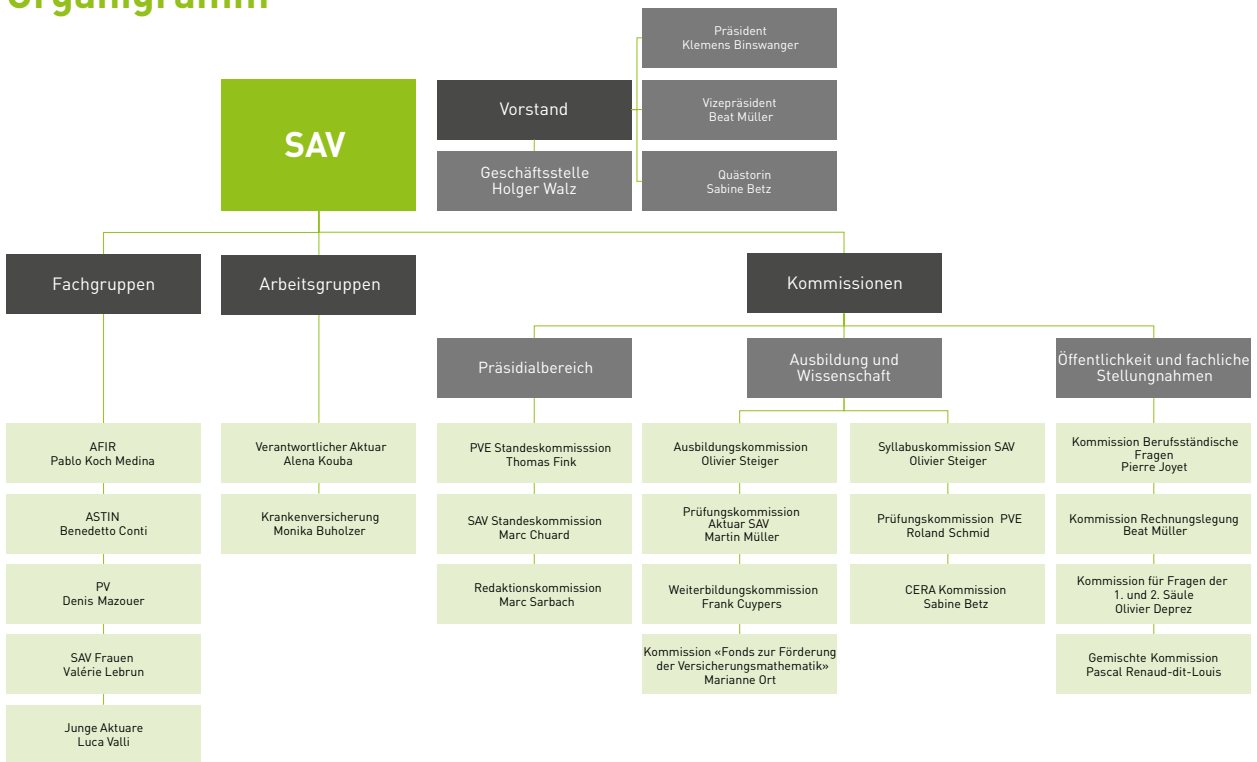 Organigramm
SAV
Vorstand
Geschäftsstelle
Holger Walz
Präsident
Klemens Binswanger
Vizepräsident
Beat Müller
Quästorin
Sabine Betz
Fachgruppen
Arbeitsgruppen
Kommissionen
Präsidialbereich
Ausbildung und
Wissenschaft
Öffentlichkeit und fachliche
Stellungnahmen
AFIR
Pablo Koch Medina
ASTIN
Benedetto Conti
PV
Denis Mazouer
SAV Frauen
Valérie Lebrun
Junge Aktuare
Luca Valli
Verantwortlicher Aktuar
Alena Kouba
Krankenversicherung
Monika Buholzer
PVE Standeskommisssion
Thomas Fink
SAV Standeskommission
Marc Chuard
Redaktionskommission
Marc Sarbach
Ausbildungskommission
Olivier Steiger
Prüfungskommission
Aktuar SAV
Martin Müller
Weiterbildungskommission
Frank Cuypers
Kommission «Fonds zur Förderung
der Versicherungsmathematik»
Marianne Ort
Syllabuskommission SAV
Olivier Steiger
Prüfungskommission PVE
Roland Schmid
CERA Kommission
Sabine Betz
Kommission Berufsständische
Fragen
Pierre Joyet
Kommission Rechnungslegung
Beat Müller
Kommission für Fragen der
1. und 2. Säule
Olivier Deprez
Gemischte Kommission
Pascal Renaud-dit-Louis